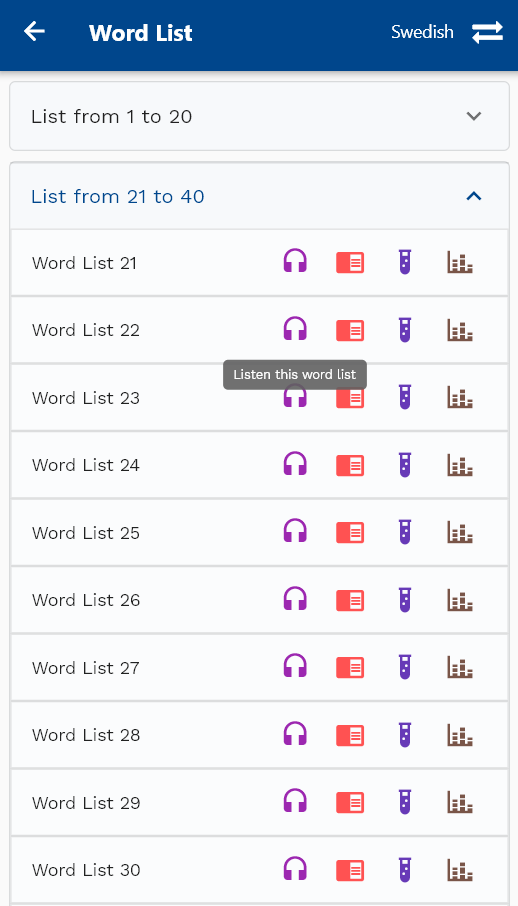 Word List
Swedish
List from 1 to 20
List from 21 to 40
Word List 21
Word List 22
Listen this word list
Word List 23
Word List 24
Word List 25
Word List 26
Word List 27
Word List 28
Word List 29
Word List 30